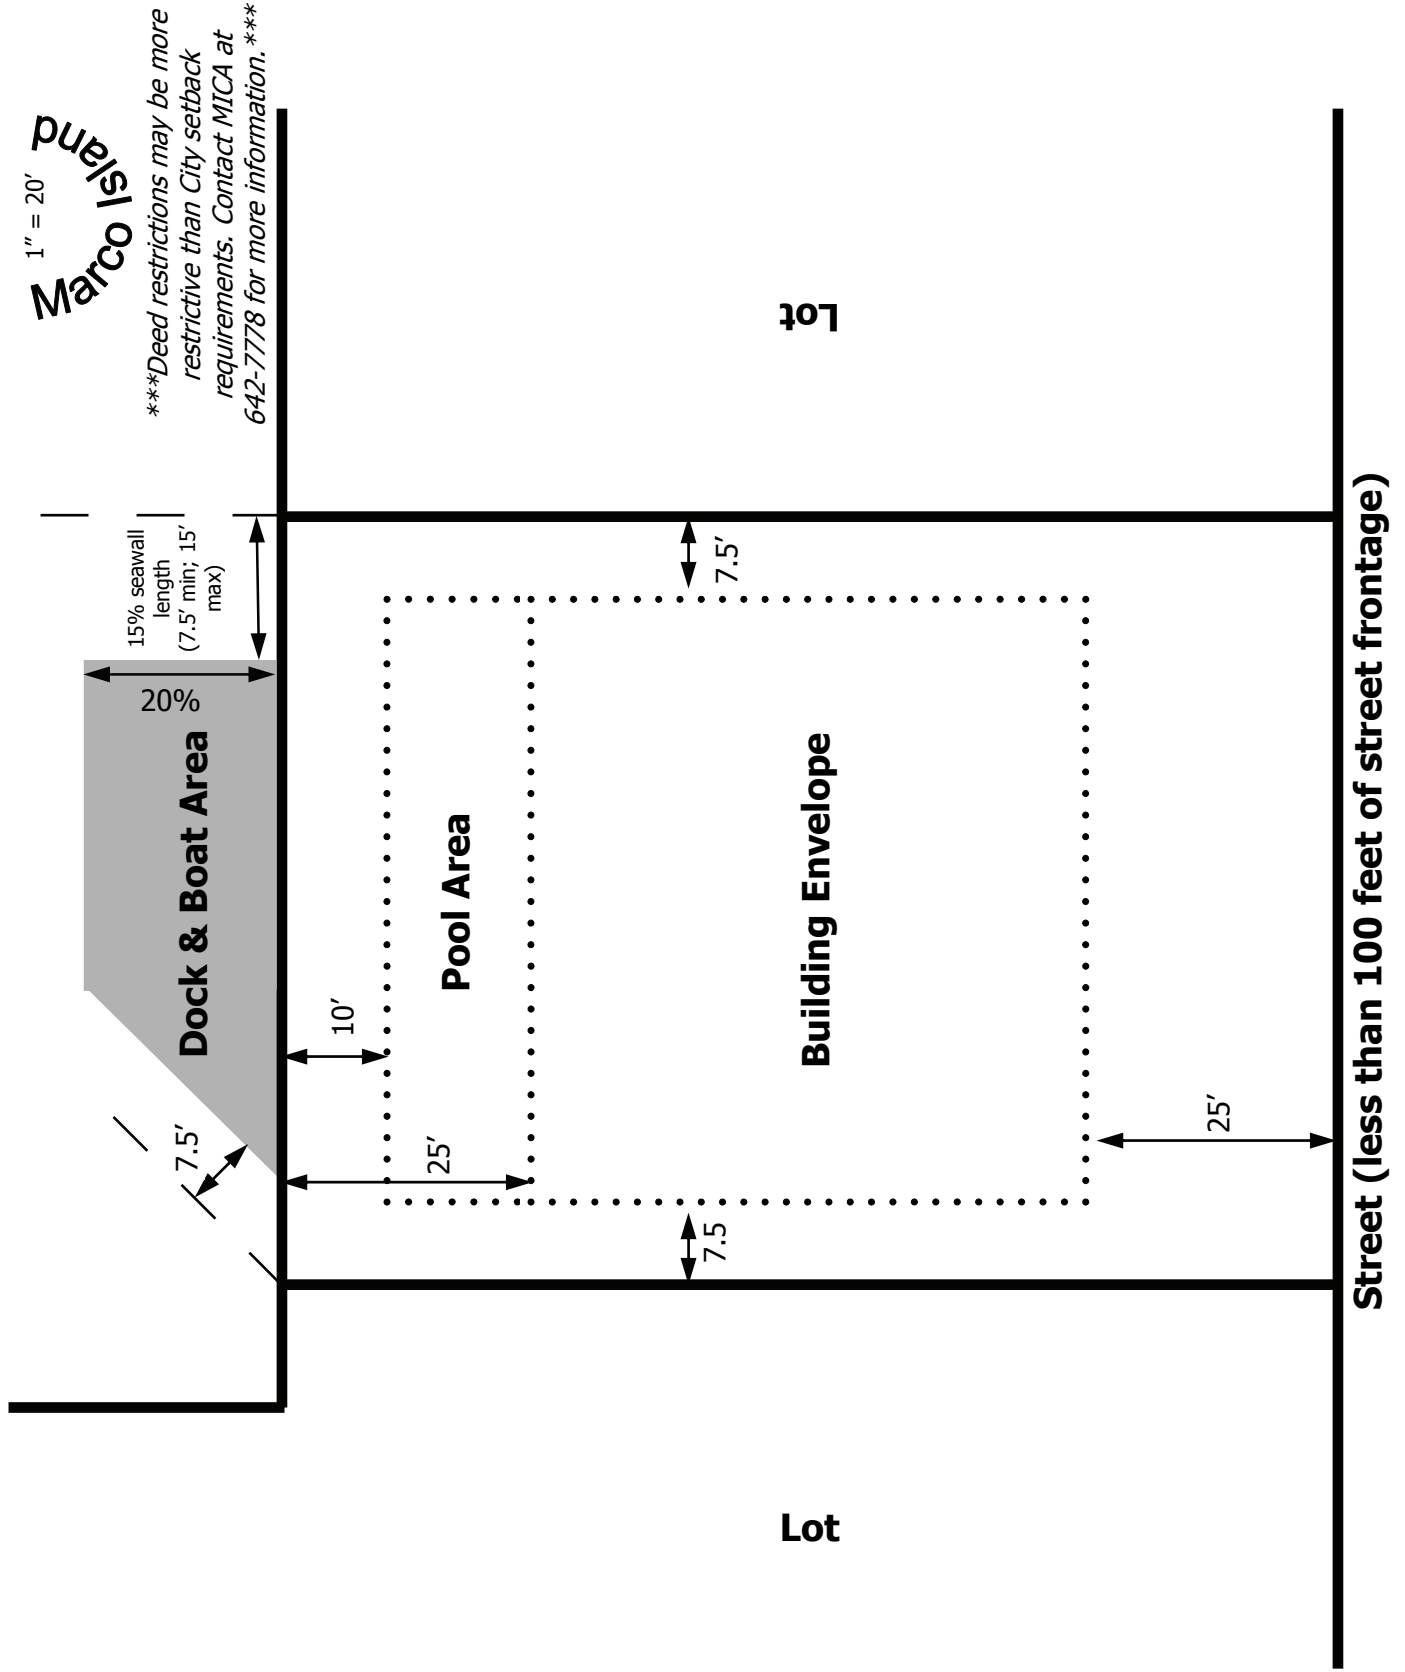 1” = 20’
Marco Island
***Deed restrictions may be more
restrictive than City setback
requirements. Contact MICA at
642-7778 for more information.***
15% seawall
length
(7.5’ min; 15’
max)
20%
Dock & Boat Area
7.5’
10’
25’
Pool Area
7.5’
7.5
Building Envelope
25’
Lot
Lot
Street (less than 100 feet of street frontage)